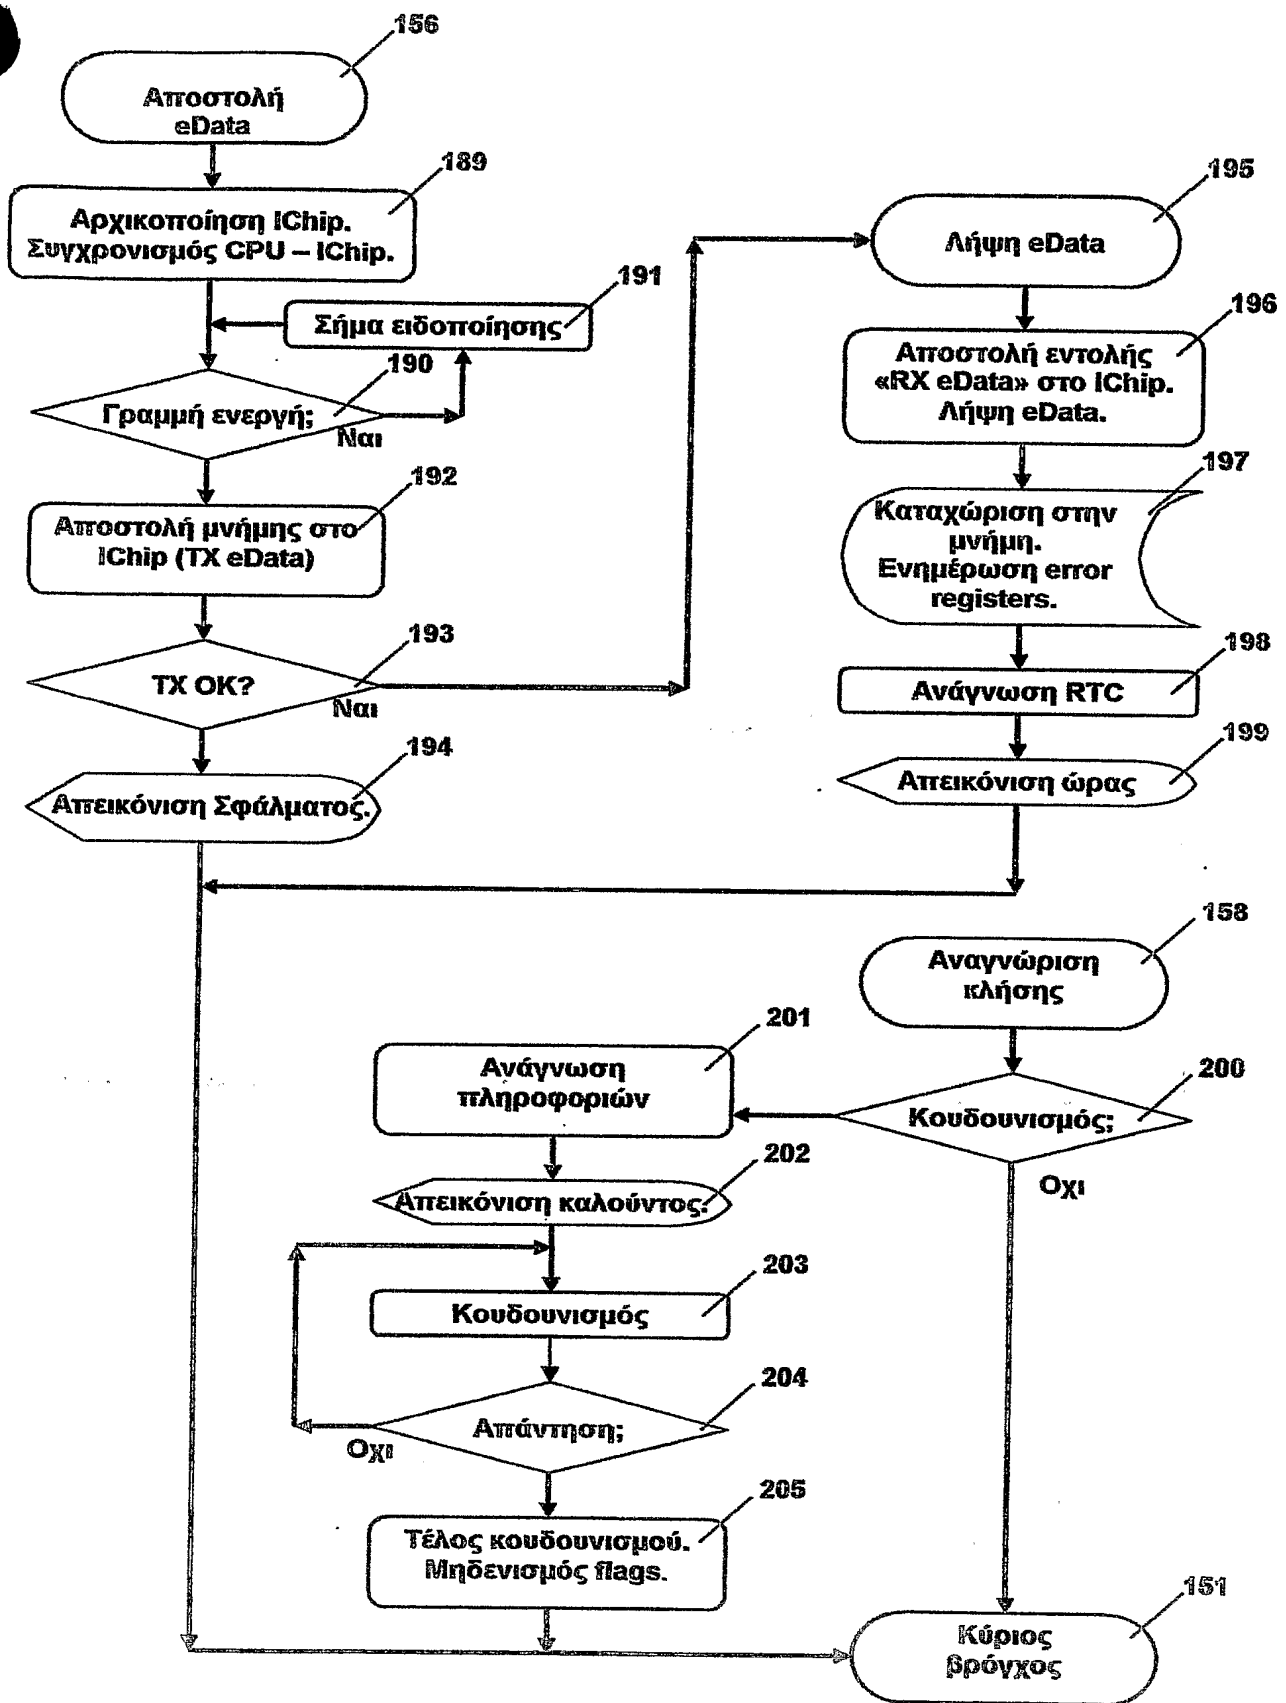 156
Αποστολή
eData
189
Αρχικοποίηση IChip.
Συγχρονισμός CPU – IChip.
191
Σήμα ειδοποίησης
190
Γραμμή ενεργή;
Ναι
192
Αποστολή μνήμης στο
IChip (TX eData)
193
TX OK?
Ναι
194
Απεικόνιση Σφάλματος.
195
Λήψη eData
196
Αποστολή εντολής
«RX eData» στο IChip.
Λήψη eData.
197
Καταχώριση στην
μνήμη.
Ενημέρωση error
registers.
198
Ανάγνωση RTC
199
Απεικόνιση ώρας
158
Αναγνώριση
κλήσης
200
Κουδουνισμός;
Οχι
201
Ανάγνωση
πληροφοριών
202
Απεικόνιση καλούντος.
203
Κουδουνισμός
204
Απάντηση;
Οχι
205
Τέλος κουδουνισμού.
Μηδενισμός flags.
151
Κύριος
βρόγχος